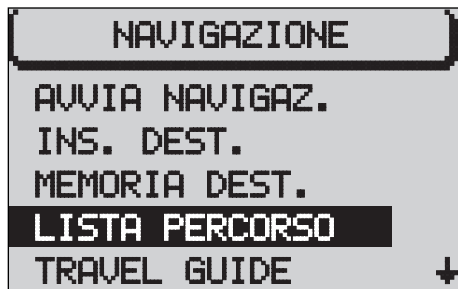 NAVIGAZIONE
AVVIA NAVIGAZ.
INS. DEST.
MEMORIA DEST.
LISTA PERCORSO
TRAVEL GUIDE